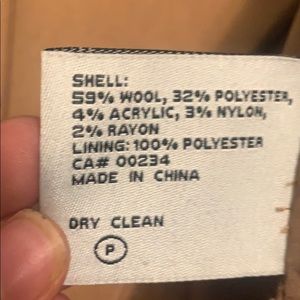 SHELL:
59% WOOL, 32% POLYESTER,
4% ACRYLIC, 3% NYLON,
2% RAYON
LINING: 100% POLYESTER
CA# 00234
MADE IN CHINA
DRY CLEAN
P